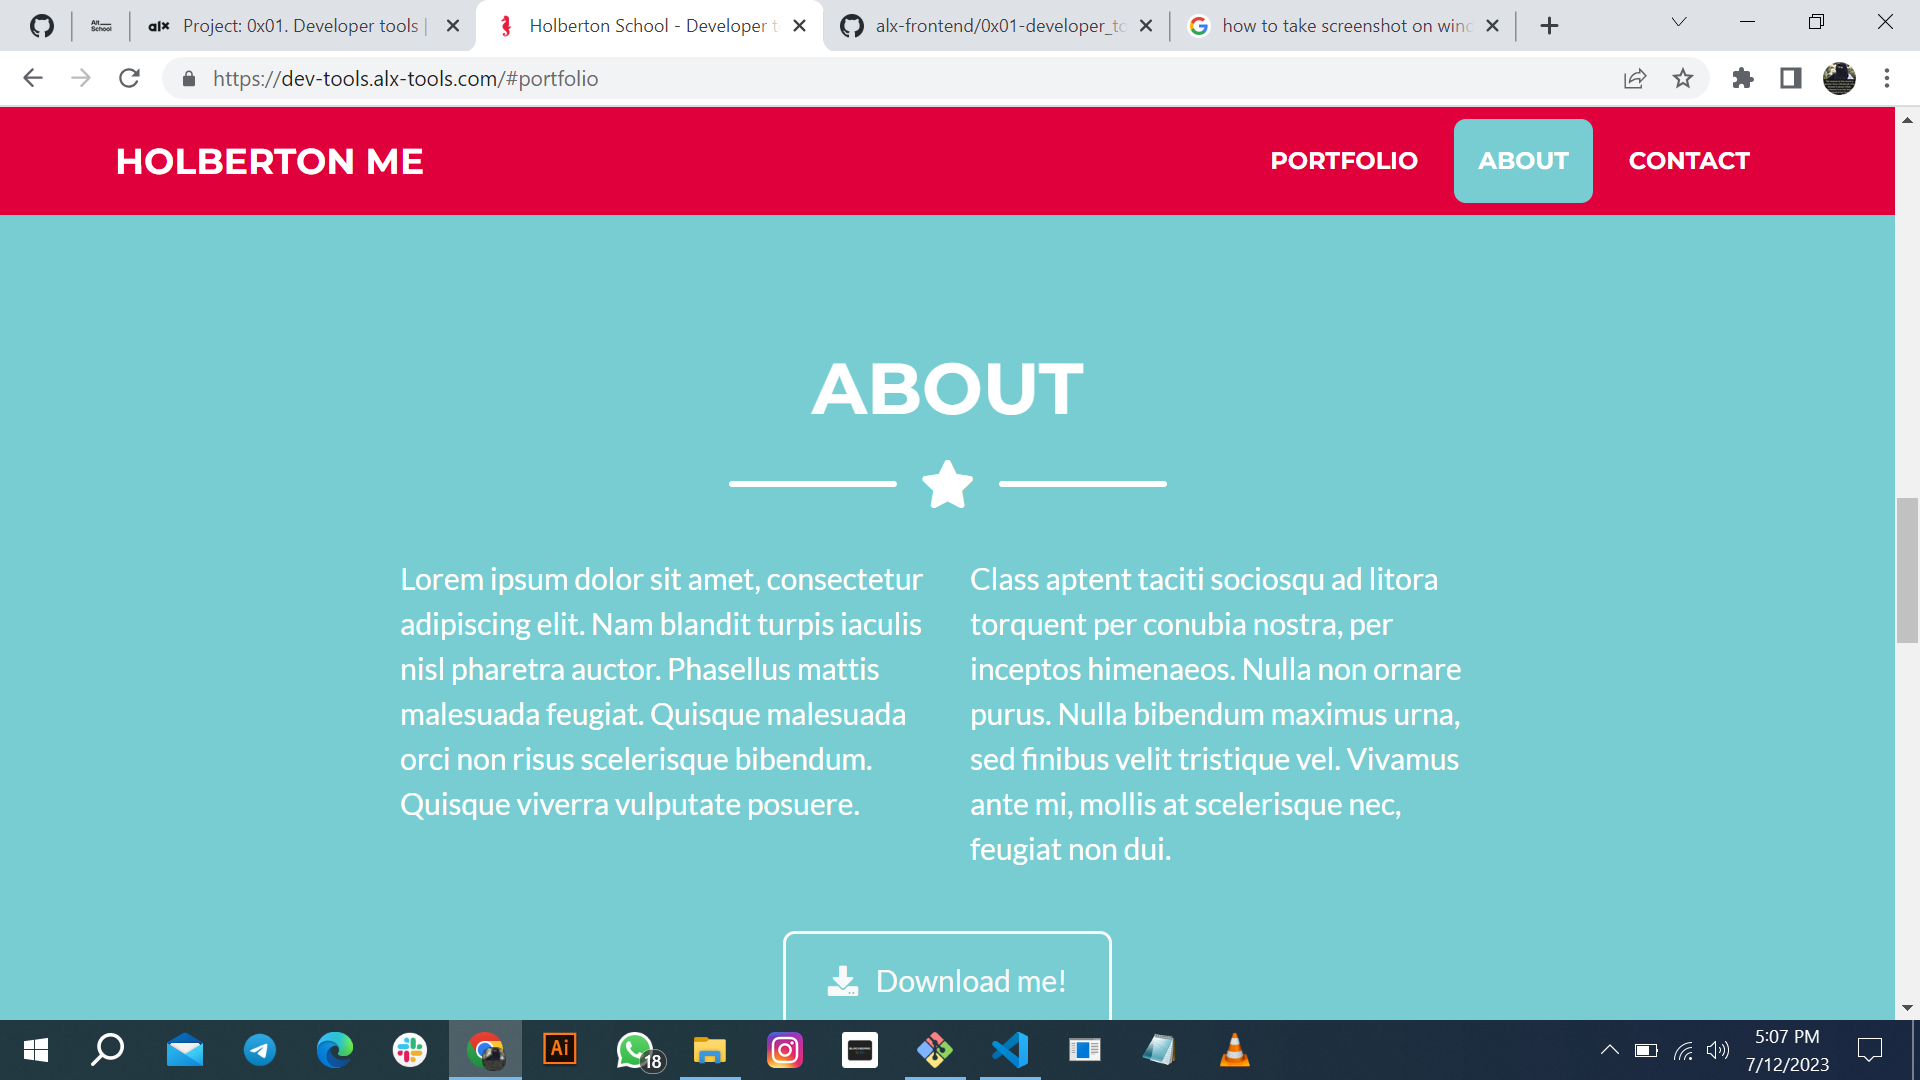 Alt
School
alx Project: 0x01. Developer tools |
Holberton School - Developer to
alx-frontend/0x01-developer_to
how to take screenshot on wind
https://dev-tools.alx-tools.com/#portfolio
HOLBERTON ME
PORTFOLIO
ABOUT
CONTACT
ABOUT
Lorem ipsum dolor sit amet, consectetur
adipiscing elit. Nam blandit turpis iaculis
nisl pharetra auctor. Phasellus mattis
malesuada feugiat. Quisque malesuada
orci non risus scelerisque bibendum.
Quisque viverra vulputate posuere.
Class aptent taciti sociosqu ad litora
torquent per conubia nostra, per
inceptos himenaeos. Nulla non ornare
purus. Nulla bibendum maximus urna,
sed finibus velit tristique vel. Vivamus
ante mi, mollis at scelerisque nec,
feugiat non dui.
Download me!
Ai
18
5:07 PM
7/12/2023